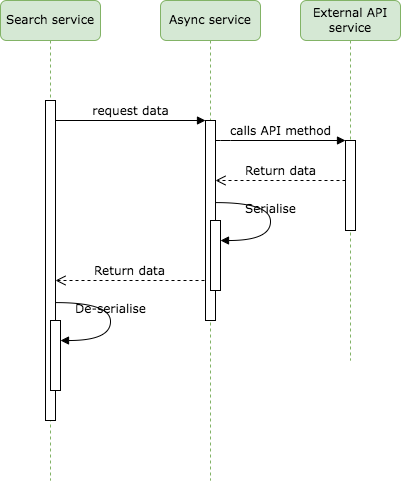 Search service
Async service
External API
service
request data
calls API method
Return data
Serialise
Return data
De-serialise